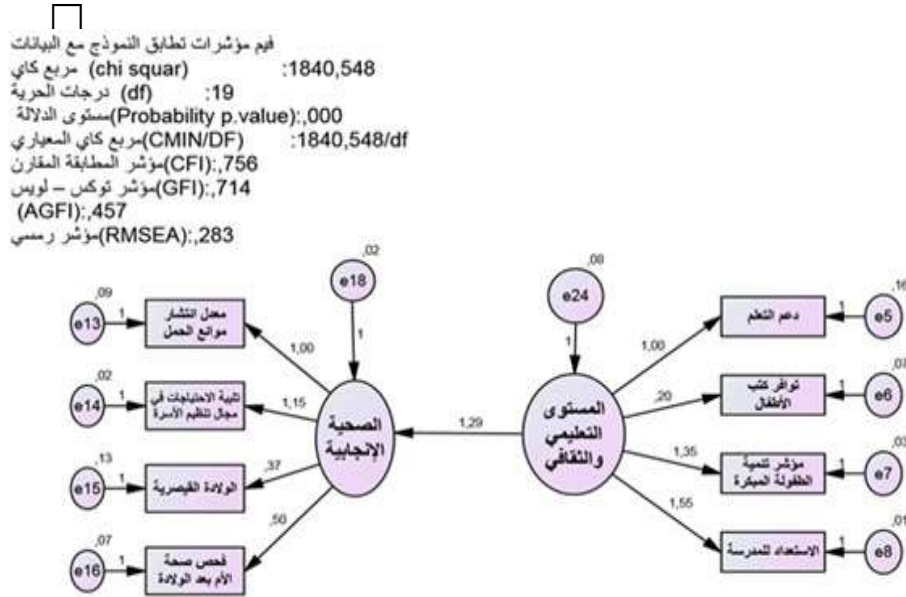 قيم مؤشرات تطابق النموذج مع البيانات
مربع كاي (chi squar) :1840,548
درجات الحرية (df) :19
مستوى الدلالة(Probability p.value):,000
مربع كاي المعياري(CMIN/DF) :1840,548/df
مؤشر المطابقة المقارن(CFI):,756
مؤشر توكس – لويس(GFI):,714
(AGFI):,457
مؤشر رمسي(RMSEA):,283
,02
e18
1
,08
e24
1
,09
e13
1
معدل انتشار
موانع الحمل
1,00
,02
e14
1
تلبية الاحتياجات في
مجال تنظيم الأسرة
1,15
,13
e15
1
الولادة القيصرية
,37
,07
e16
1
فحص صحة
الأم بعد الولادة
,50
الصحية
الإنجابية
1,29
المستوى
التعليمي
والثقافي
1,00
دعم التعلم
1
e5
,16
,20
توافر كتب
الأطفال
1
e6
,07
1,35
مؤشر تنمية
الطفولة المبكرة
1
e7
,03
1,55
الاستعداد للمدرسة
1
e8
,01